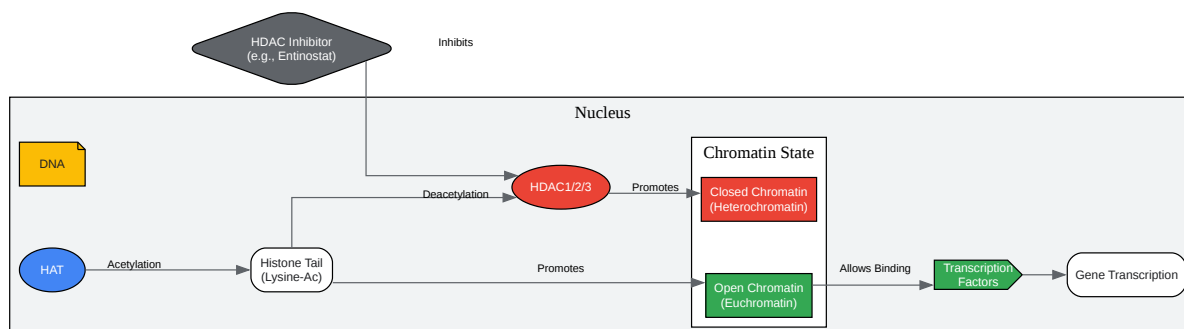 HDAC Inhibitor
(e.g., Entinostat)
Inhibits
Nucleus
DNA
Chromatin State
HDAC1/2/3
Deacetylation
Promotes
Closed Chromatin
(Heterochromatin)
HAT
Acetylation
Histone Tail
(Lysine-Ac)
Promotes
Open Chromatin
(Euchromatin)
Allows Binding
Transcription
Factors
Gene Transcription